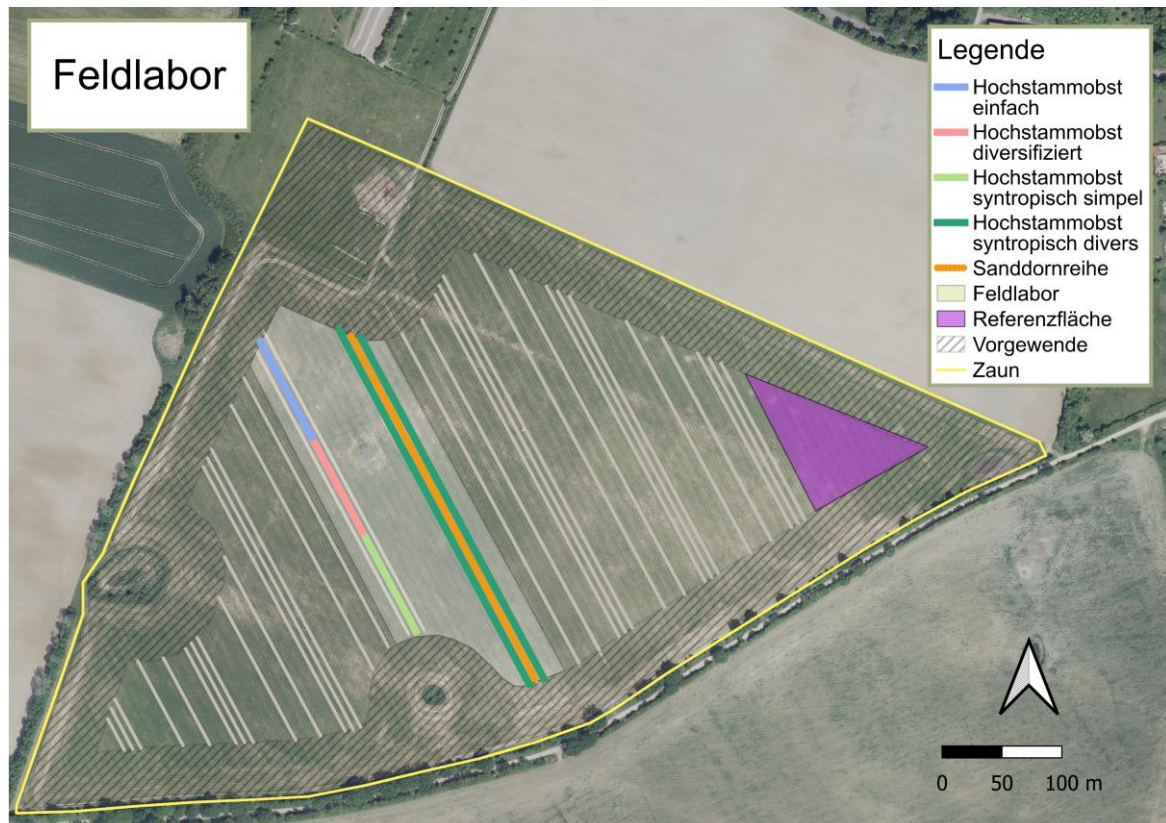 Feldlabor
Legende
Hochstammobst
einfach
Hochstammobst
diversifiziert
Hochstammobst
syntropisch simpel
Hochstammobst
syntropisch divers
Sanddornreihe
Feldlabor
Referenzfläche
Vorgewende
Zaun
0 50 100 m